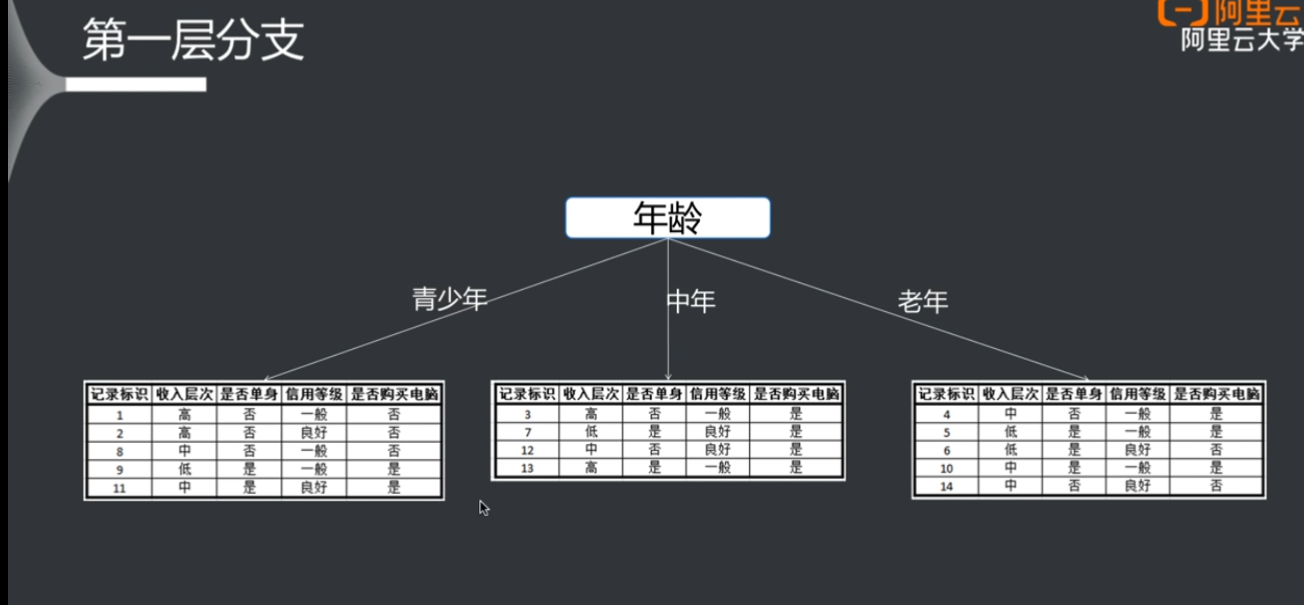 第一层分支
阿里云
阿里云大学
年龄
青少年
中年
老年
记录标识 收入层次 是否单身 信用等级 是否购买电脑
1 高 否 一般 否
2 高 否 良好 否
8 中 否 一般 否
9 低 是 一般 是
11 中 是 良好 是
记录标识 收入层次 是否单身 信用等级 是否购买电脑
3 高 否 一般 是
7 低 是 良好 是
12 中 否 良好 是
13 高 是 一般 是
记录标识 收入层次 是否单身 信用等级 是否购买电脑
4 中 否 一般 是
5 低 是 一般 是
6 低 是 良好 否
10 中 是 一般 是
14 中 否 良好 否